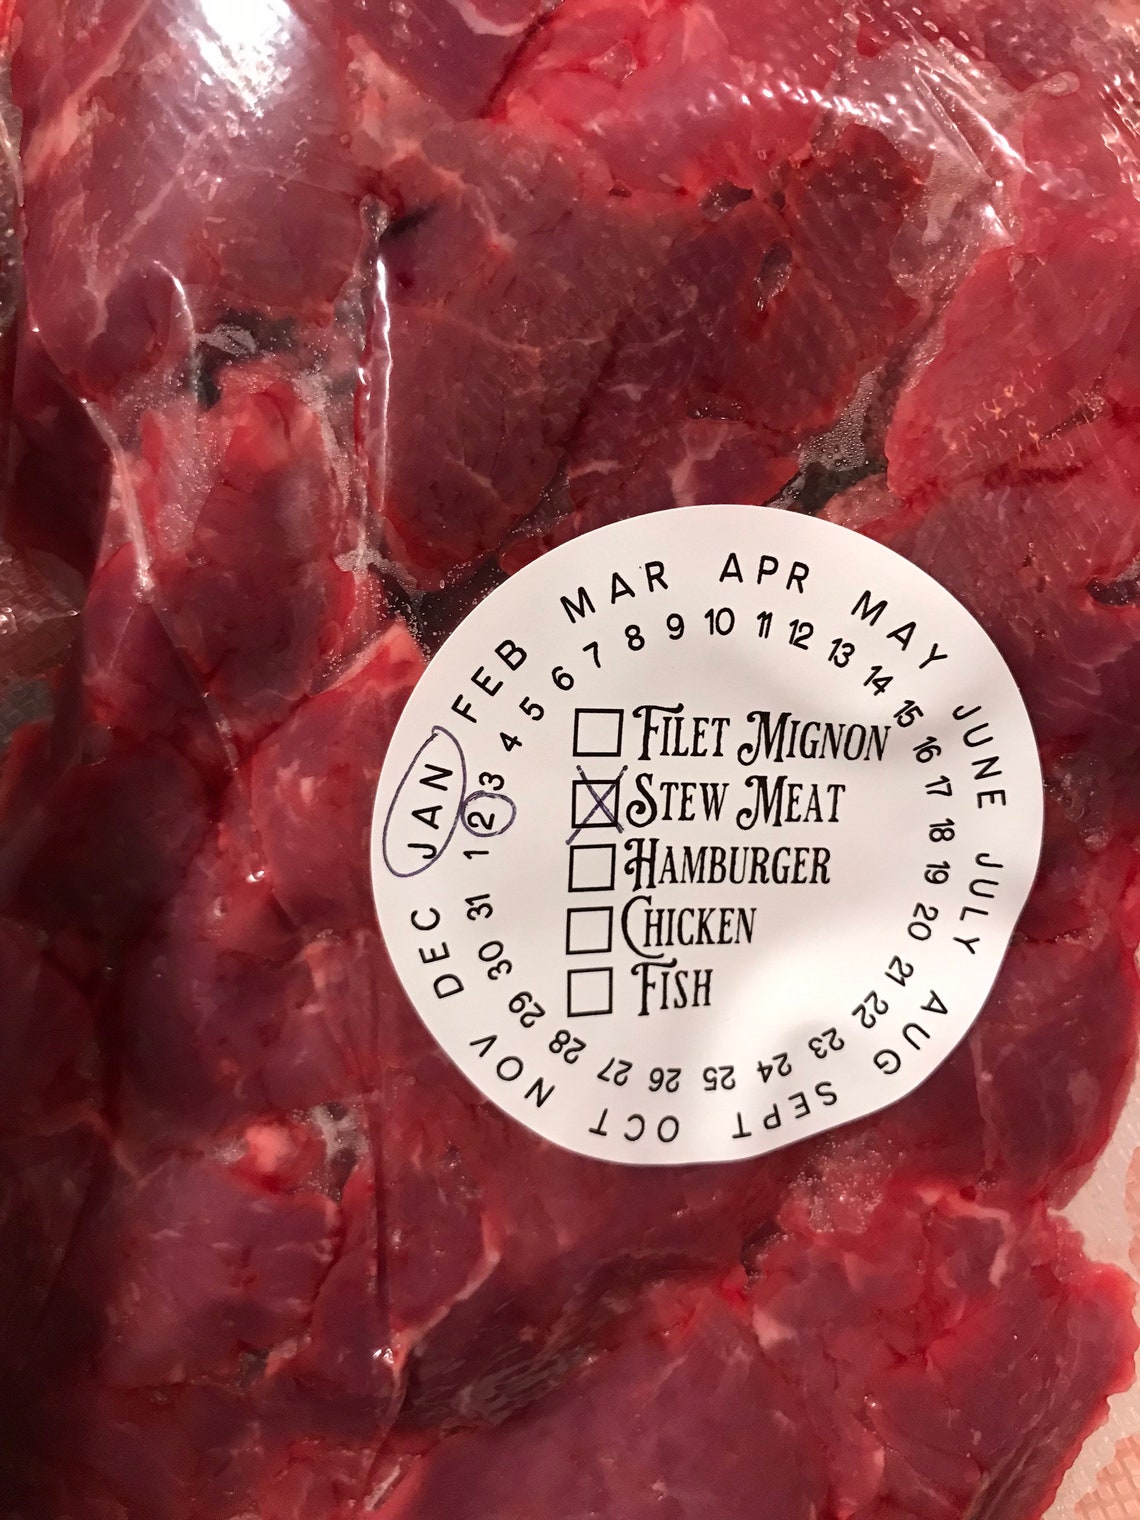 JAN FEB MAR APR MAY JUNE JULY AUG SEPT OCT NOV DEC
1 2 3 4 5 6 7 8 9 10 11 12 13 14 15 16 17 18 19 20 21 22 23 24 25 26 27 28 29 30 31
FILET MIGNON
STEW MEAT
HAMBURGER
CHICKEN
FISH